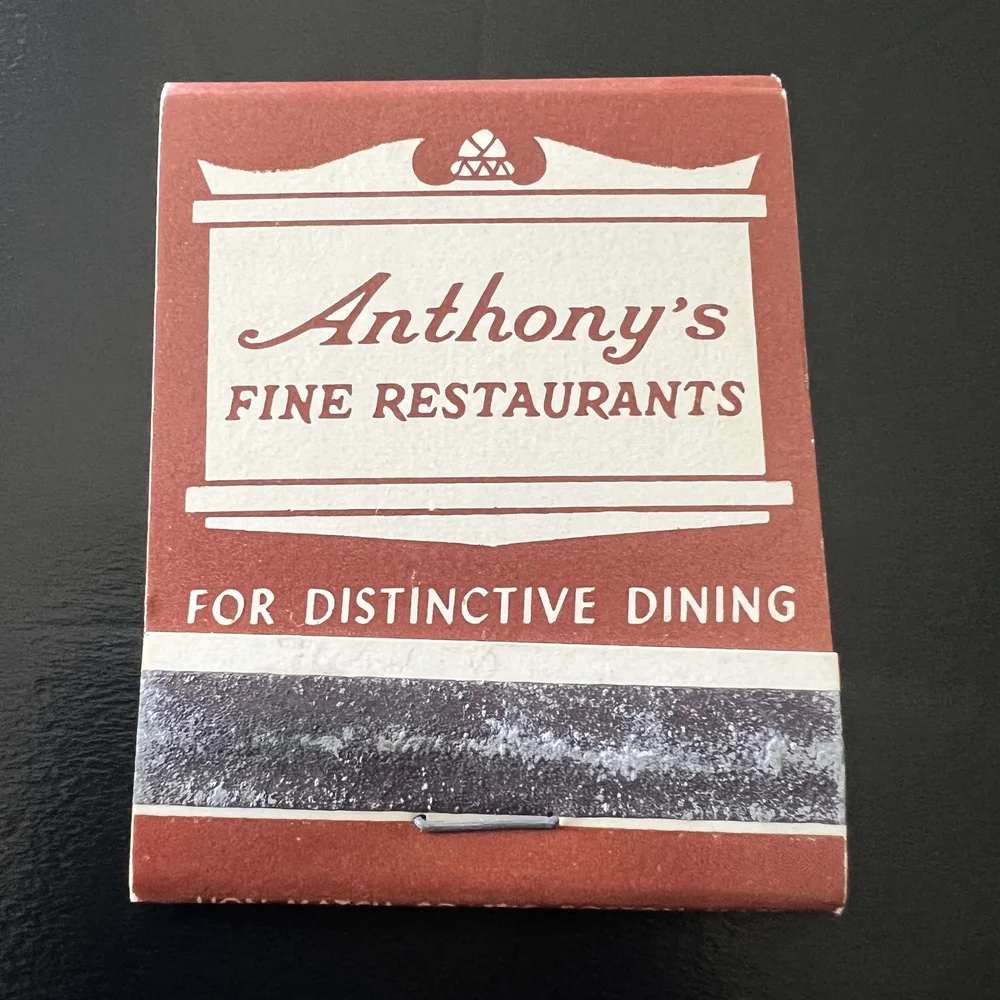 Anthony's
FINE RESTAURANTS
FOR DISTINCTIVE DINING